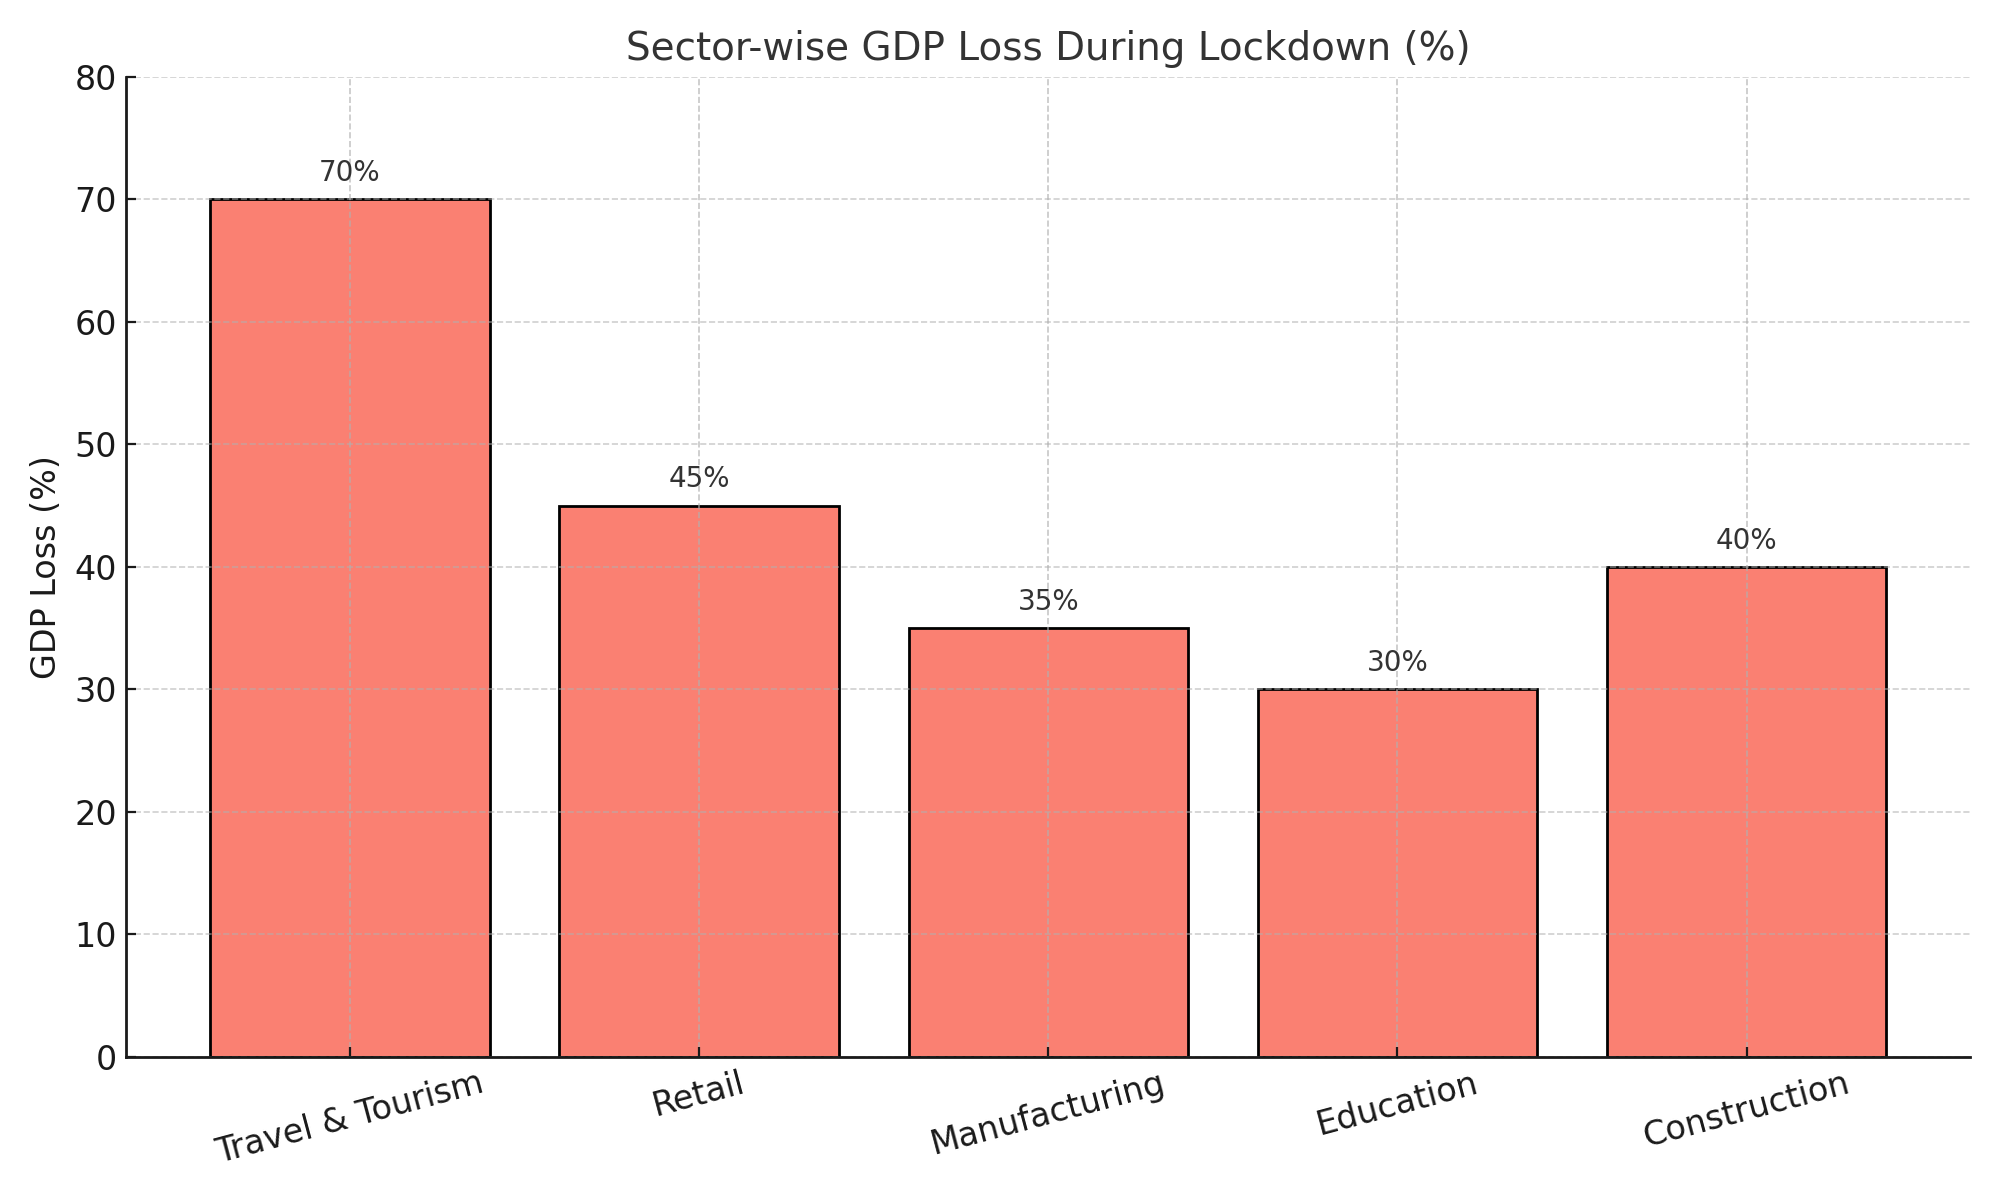 Sector-wise GDP Loss During Lockdown (%)
GDP Loss (%)
80
70
60
50
40
30
20
10
0
70%
45%
35%
30%
40%
Travel & Tourism
Retail
Manufacturing
Education
Construction